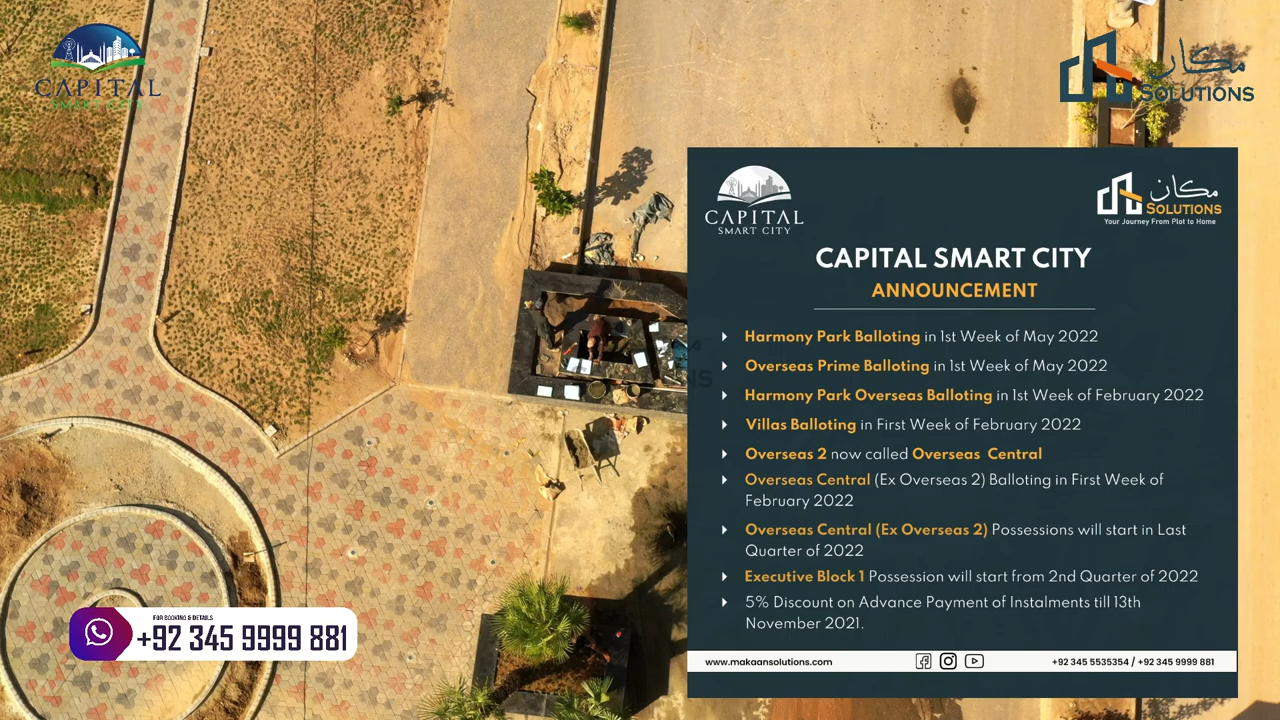 CAPITAL
SMART CITY
مكان
SOLUTIONS
CAPITAL
SMART CITY
مكان
SOLUTIONS
Your Journey From Plot to Home
CAPITAL SMART CITY
ANNOUNCEMENT
Harmony Park Balloting in 1st Week of May 2022
Overseas Prime Balloting in 1st Week of May 2022
Harmony Park Overseas Balloting in 1st Week of February 2022
Villas Balloting in First Week of February 2022
Overseas 2 now called Overseas Central
Overseas Central (Ex Overseas 2) Balloting in First Week of
February 2022
Overseas Central (Ex Overseas 2) Possessions will start in Last
Quarter of 2022
Executive Block 1 Possession will start from 2nd Quarter of 2022
5% Discount on Advance Payment of Instalments till 13th
November 2021.
www.makaansolutions.com
+92 345 5535354 / +92 345 9999 881
FOR BOOKING & DETAILS
+92 345 9999 881